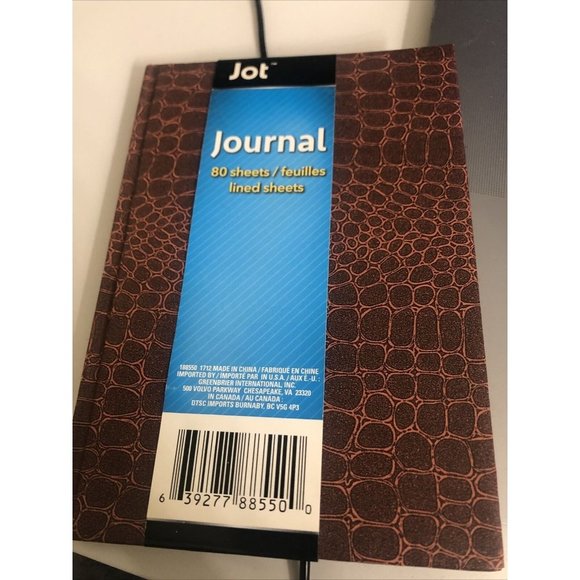 Jot™
Journal
80 sheets / feuilles
lined sheets
188550 1712 MADE IN CHINA / FABRIQUÉ EN CHINE
IMPORTED BY / IMPORTÉ PAR IN U.S.A. / AUX É.-U. :
GREENBRIER INTERNATIONAL, INC.
500 VOLVO PARKWAY CHESAPEAKE, VA 23320
IN CANADA / AU CANADA :
DTSC IMPORTS BURNABY, BC V5G 4P3
6 39277 88550 0